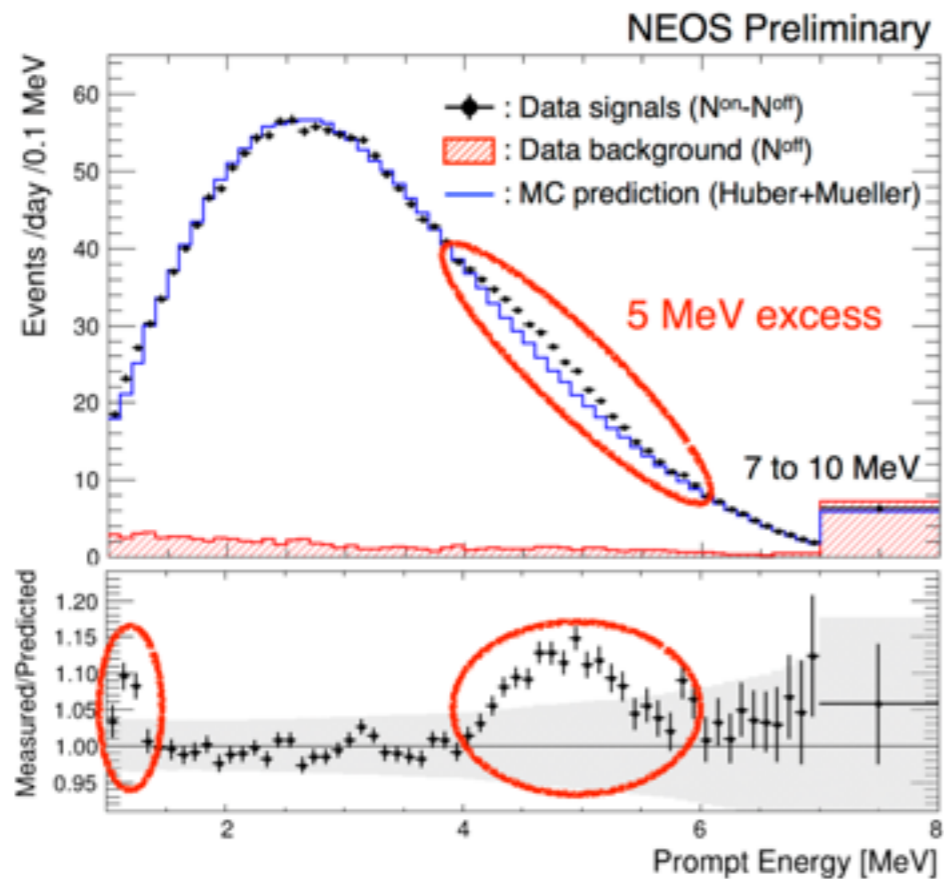 NEOS Preliminary
Events /day /0.1 MeV
60
50
40
30
20
10
0
: Data signals (Nᵒⁿ-Nᵒᶠᶠ)
: Data background (Nᵒᶠᶠ)
: MC prediction (Huber+Mueller)
5 MeV excess
7 to 10 MeV
Measured/Predicted
1.20
1.15
1.10
1.05
1.00
0.95
2
4
6
8
Prompt Energy [MeV]